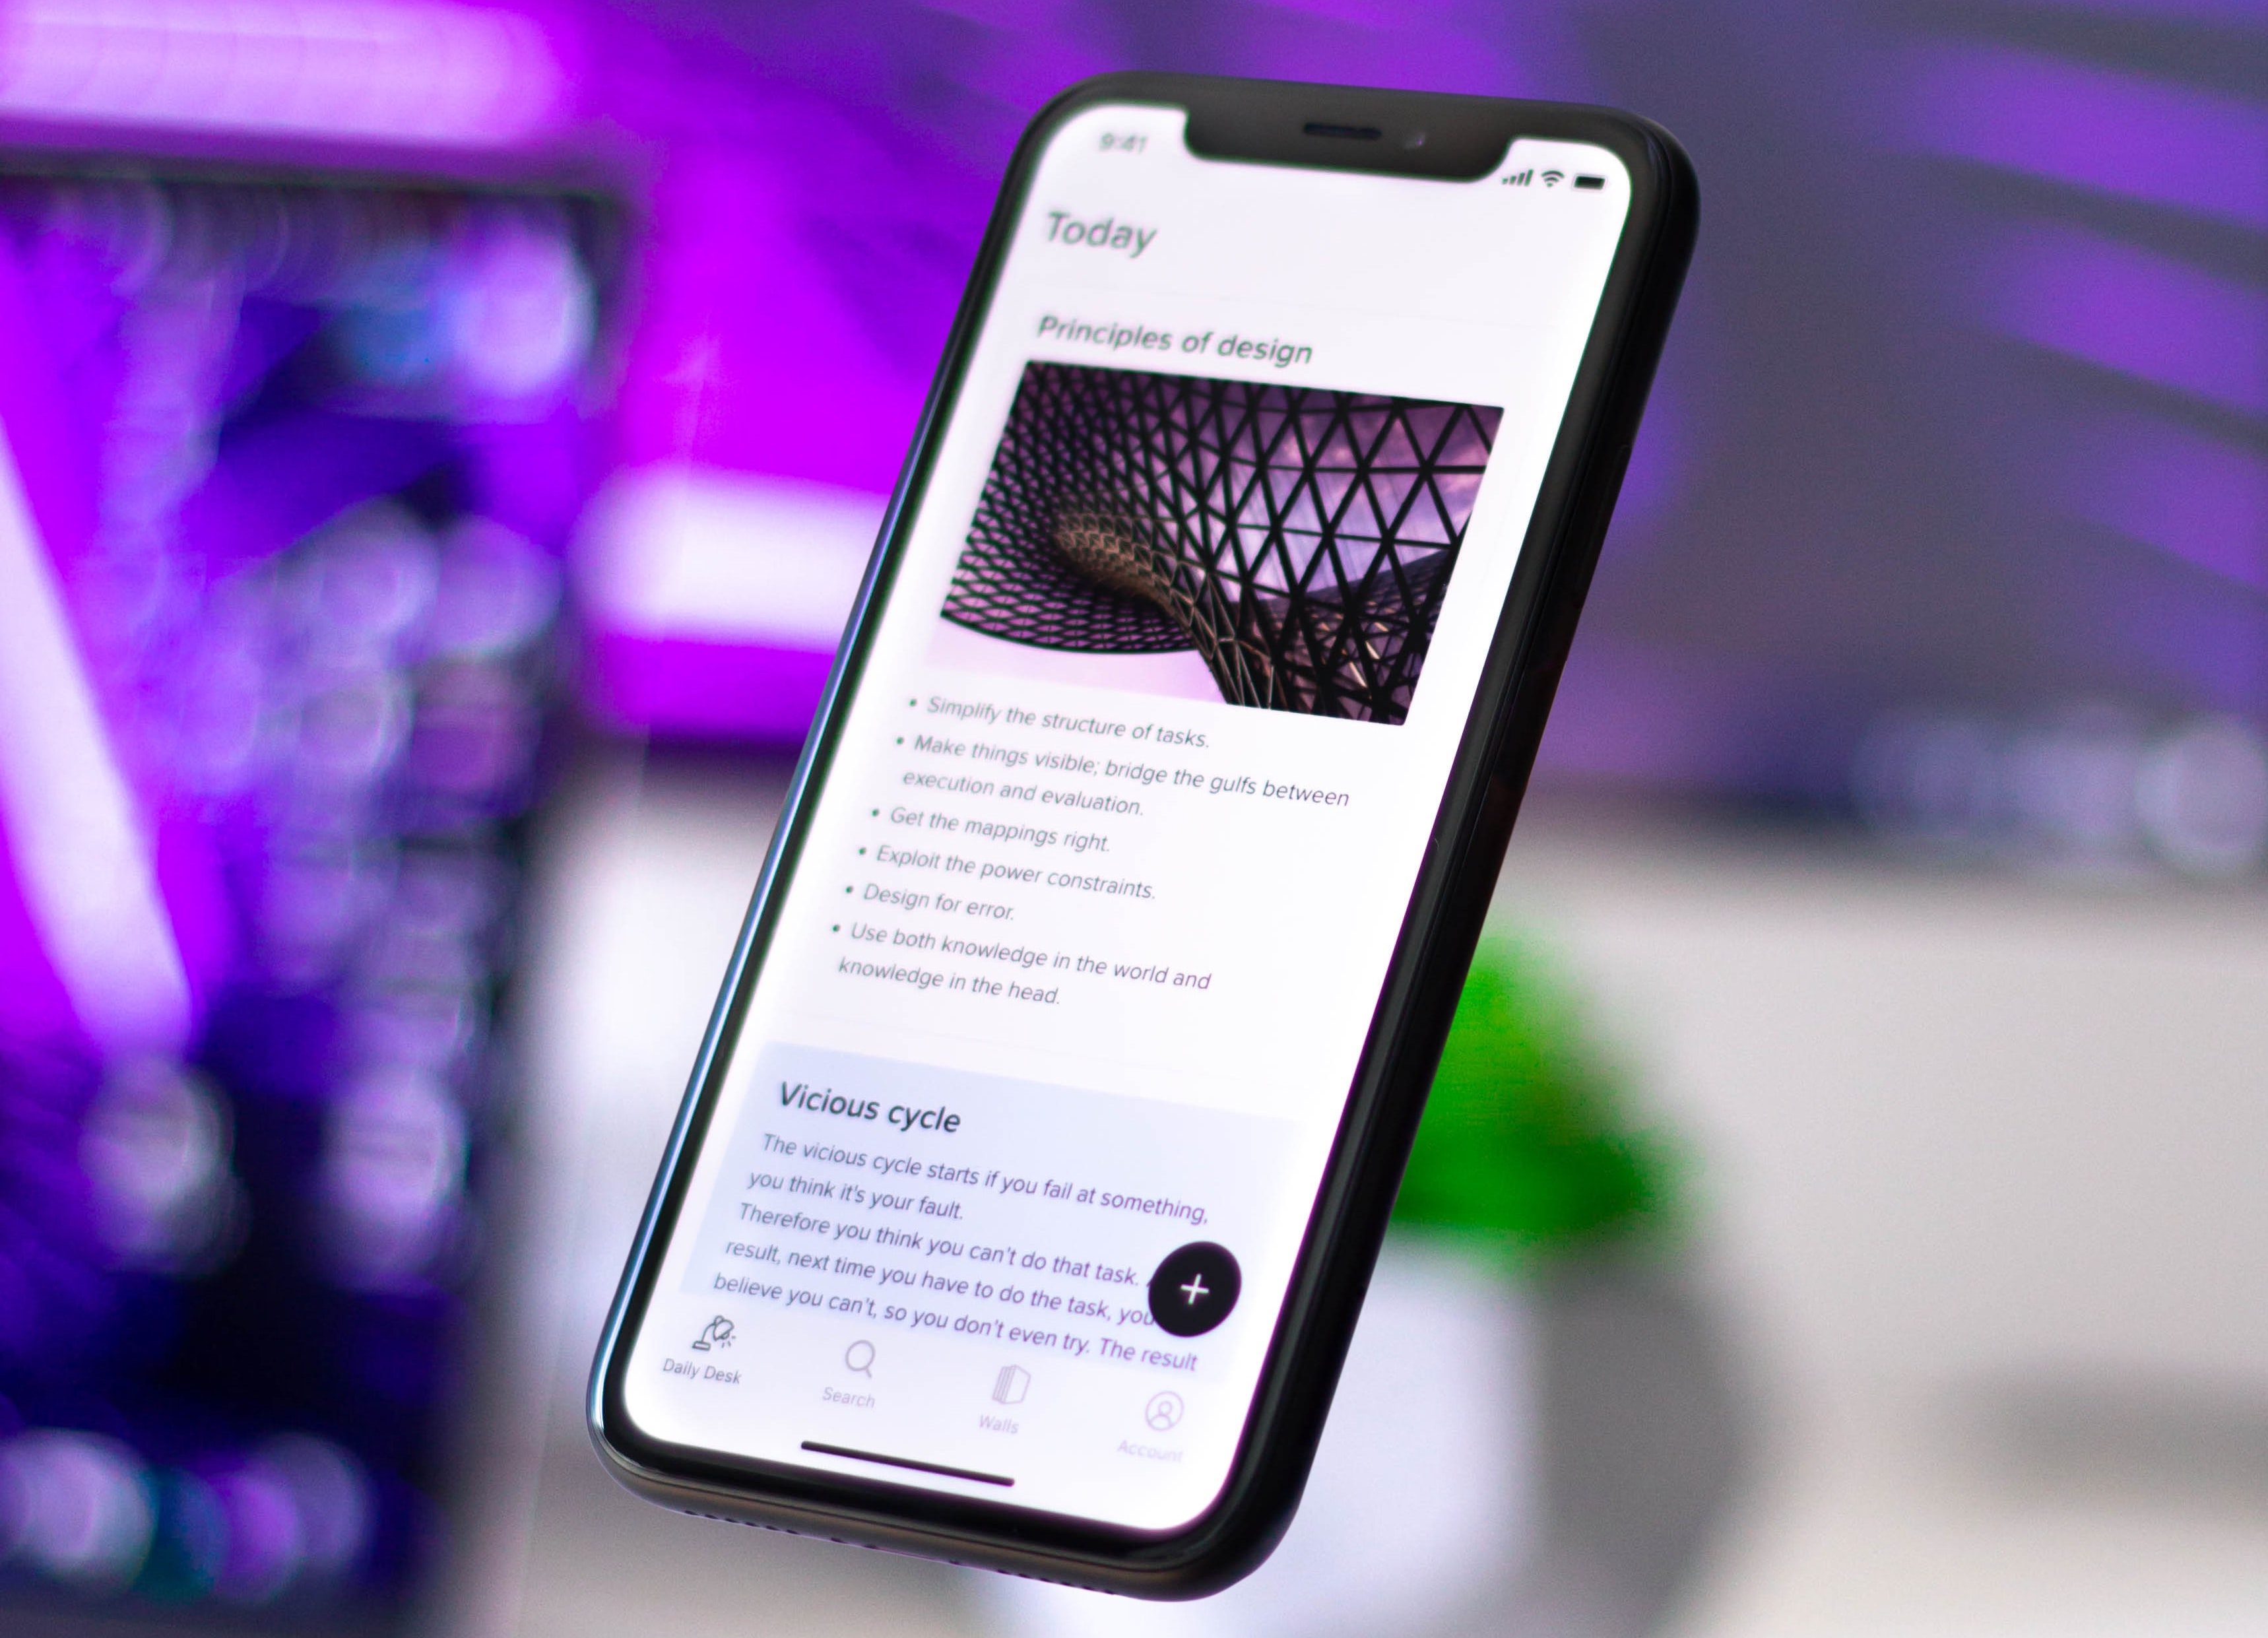 9:41
Today
Principles of design
• Simplify the structure of tasks.
• Make things visible; bridge the gulfs between
execution and evaluation.
• Get the mappings right.
• Exploit the power constraints.
• Design for error.
• Use both knowledge in the world and
knowledge in the head.
Vicious cycle
The vicious cycle starts if you fail at something,
you think it's your fault.
Therefore you think you can't do that task.
result, next time you have to do the task, you
believe you can't, so you don't even try. The result
+
Daily Desk
Search
Walls
Account